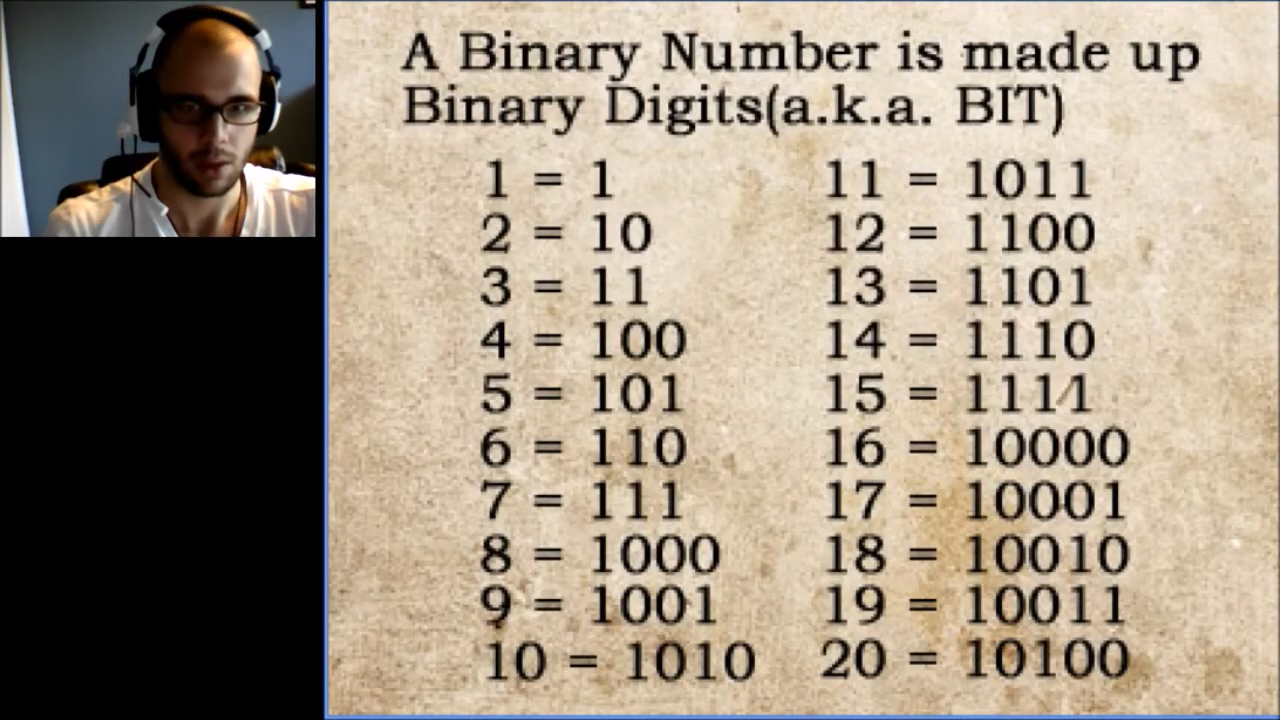 A Binary Number is made up
Binary Digits(a.k.a. BIT)
1 = 1
2 = 10
3 = 11
4 = 100
5 = 101
6 = 110
7 = 111
8 = 1000
9 = 1001
10 = 1010
11 = 1011
12 = 1100
13 = 1101
14 = 1110
15 = 1111
16 = 10000
17 = 10001
18 = 10010
19 = 10011
20 = 10100